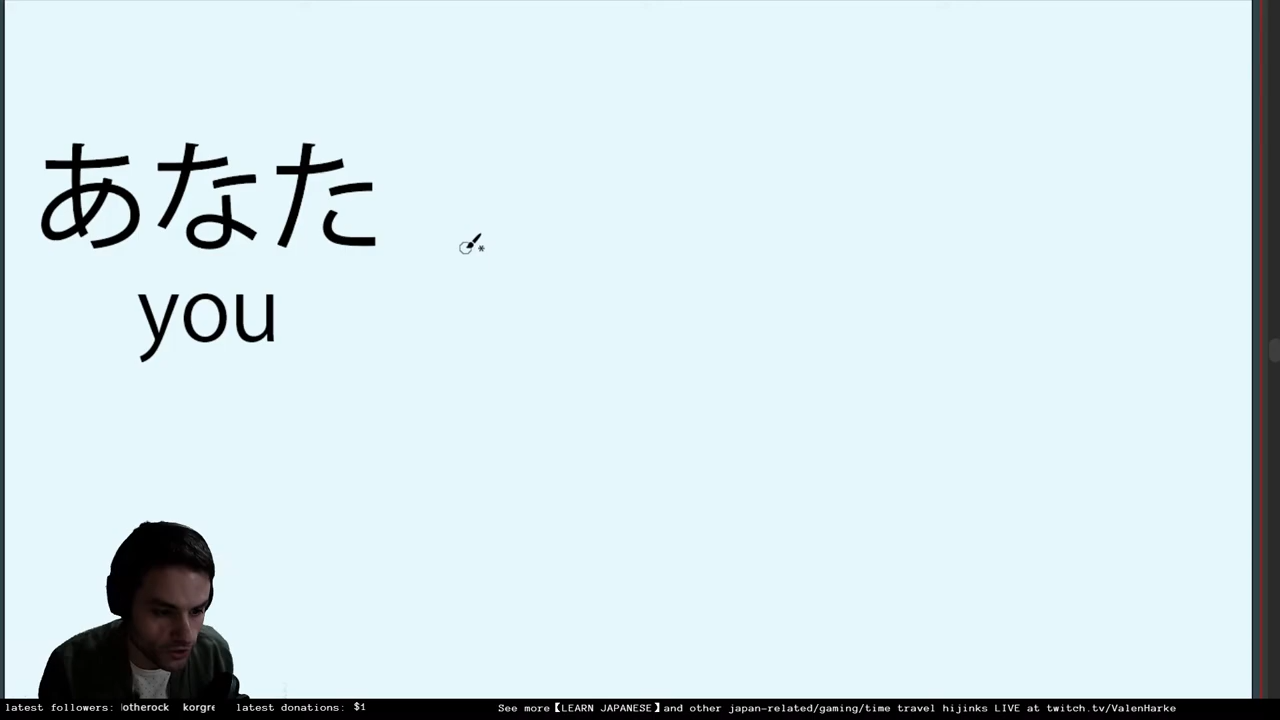 あなた
you
latest followers: lotherock korgre latest donations: $1 See more【LEARN JAPANESE】and other japan-related/gaming/time travel hijinks LIVE at twitch.tv/ValenHarke